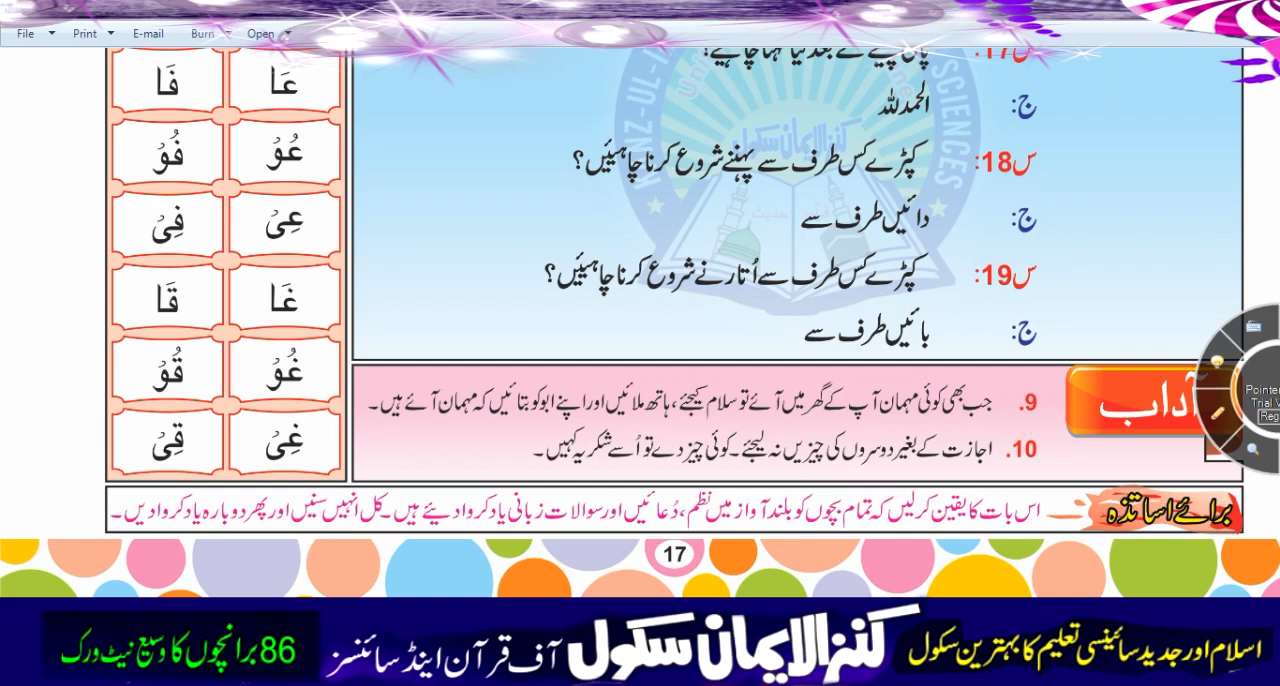 File Print E-mail Burn Open
س17:
ج: الحمدللہ
س18: کپڑے کس طرف سے پہننے شروع کرنا چاہیئیں؟
ج: دائیں طرف سے
س19: کپڑے کس طرف سے اُتارنے شروع کرنا چاہیئیں؟
ج: بائیں طرف سے
عَا فَا
عُوْ فُوْ
عِیْ فِیْ
غَا قَا
غُوْ قُوْ
غِیْ قِیْ
آداب
9. جب بھی کوئی مہمان آپ کے گھر میں آئے تو سلام کیجئے، ہاتھ ملائیں اور اپنے ابو کو بتائیں کہ مہمان آئے ہیں۔
10. اجازت کے بغیر دوسروں کی چیزیں نہ لیجئے۔ کوئی چیز دے تو اُسے شکریہ کہیں۔
برائے اساتذہ
اس بات کا یقین کرلیں کہ تمام بچوں کو بلند آواز میں نظم، دُعائیں اور سوالات زبانی یاد کروا دیئے ہیں۔ کل انہیں سنیں اور پھر دوبارہ یاد کروا دیں۔
17
اسلام اور جدید سائینسی تعلیم کا بہترین سکول
کنزالایمان سکول آف قرآن اینڈ سائنسز
86 برانچوں کا وسیع نیٹ ورک